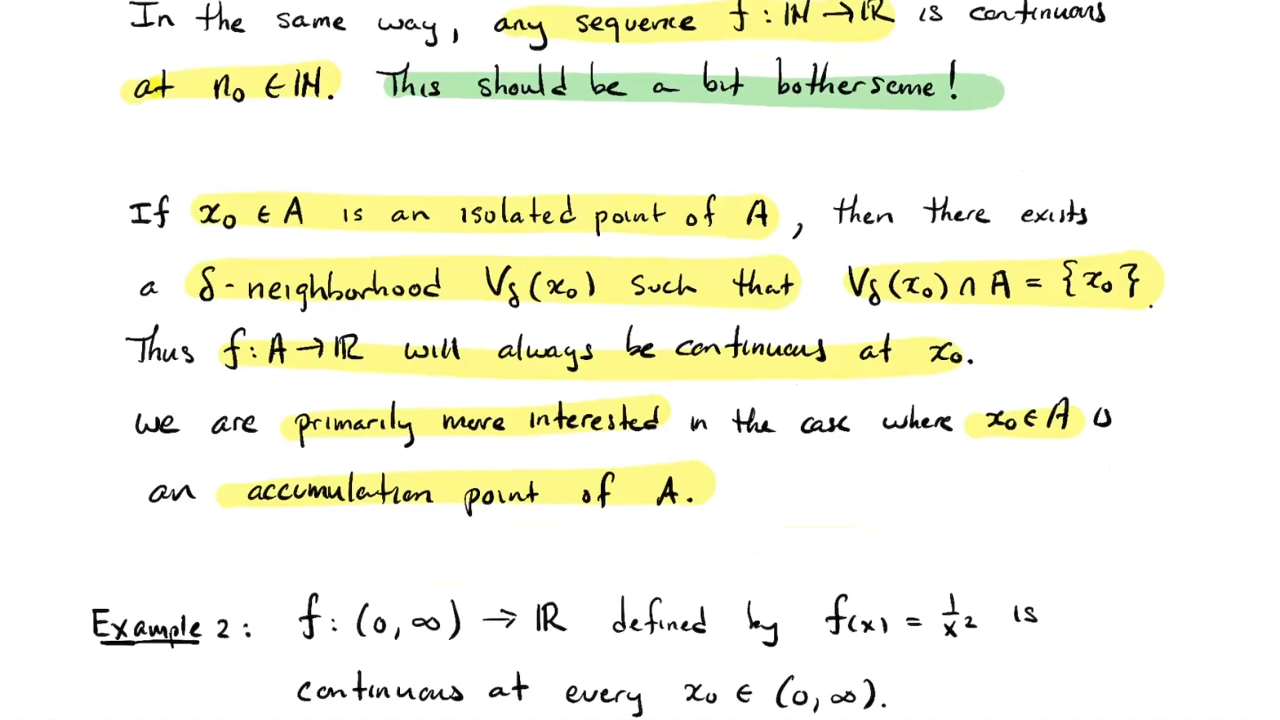 In the same way, any sequence f : ℕ → ℝ is continuous
at n₀ ∈ ℕ. This should be a bit bothersome!
If x₀ ∈ A is an isolated point of A, then there exists
a δ-neighborhood V_δ(x₀) such that V_δ(x₀) ∩ A = {x₀}.
Thus f : A → ℝ will always be continuous at x₀.
We are primarily more interested in the case where x₀ ∈ A is
an accumulation point of A.
Example 2: f : (0, ∞) → ℝ defined by f(x) = 1/x² is
continuous at every x₀ ∈ (0, ∞).